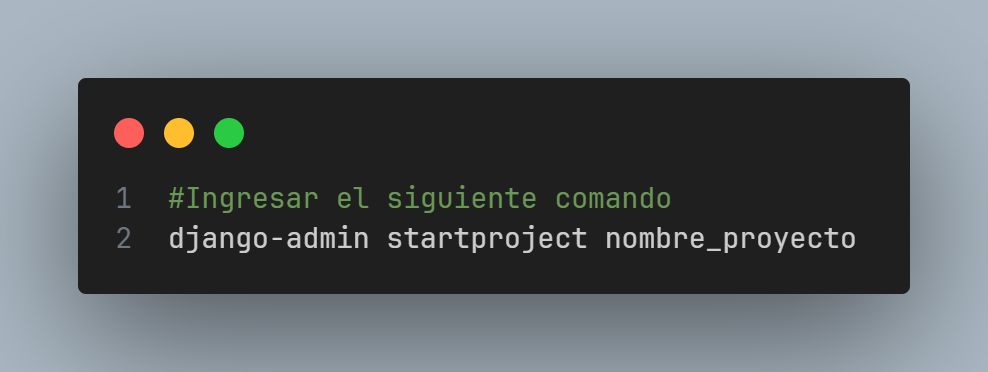 1 #Ingresar el siguiente comando
2 django-admin startproject nombre_proyecto